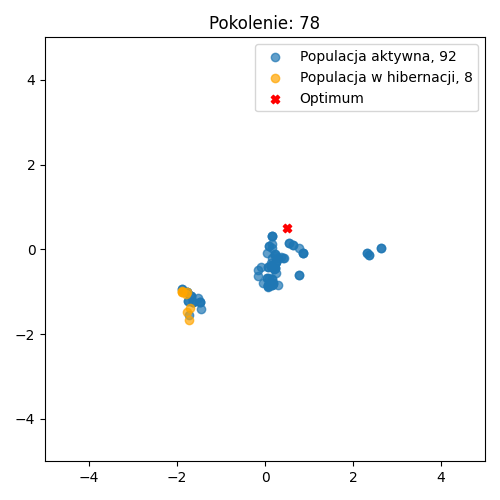 Pokolenie: 78
Populacja aktywna, 92
Populacja w hibernacji, 8
Optimum
4
2
0
−2
−4
−4
−2
0
2
4